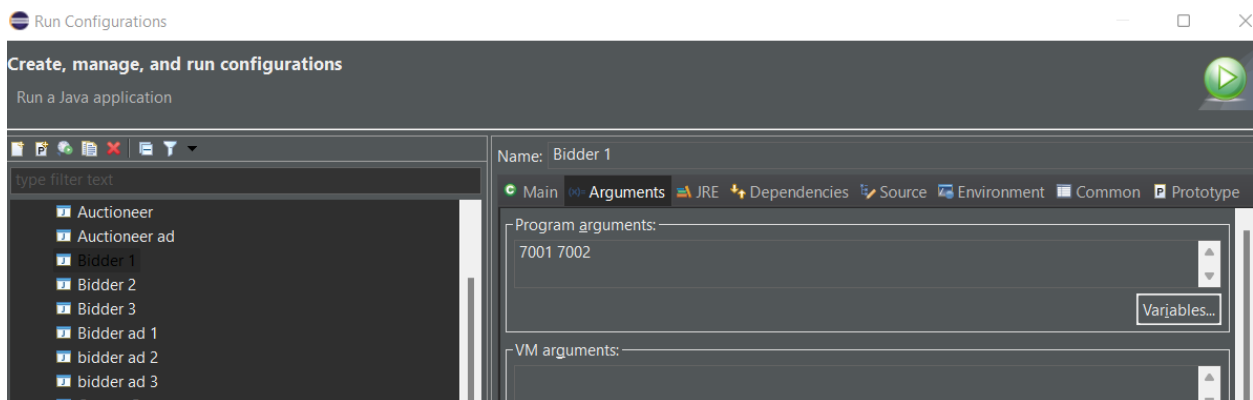 Run Configurations
Create, manage, and run configurations
Run a Java application
type filter text
Auctioneer
Auctioneer ad
Bidder 1
Bidder 2
Bidder 3
Bidder ad 1
bidder ad 2
bidder ad 3
Name: Bidder 1
Main (x)= Arguments JRE Dependencies Source Environment Common P Prototype
Program arguments:
7001 7002
Variables...
VM arguments: